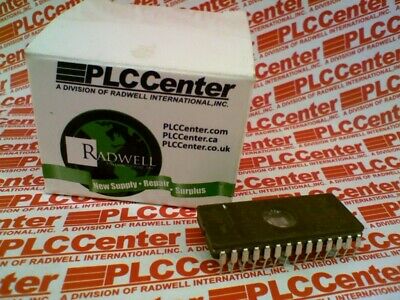 PLCCenter
A DIVISION OF RADWELL INTERNATIONAL, INC.
PLCCenter.com
PLCCenter.ca
PLCCenter.co.uk
RADWELL
New Supply • Repair • Surplus
PLCCenter
A DIVISION OF RADWELL INTERNATIONAL, INC.